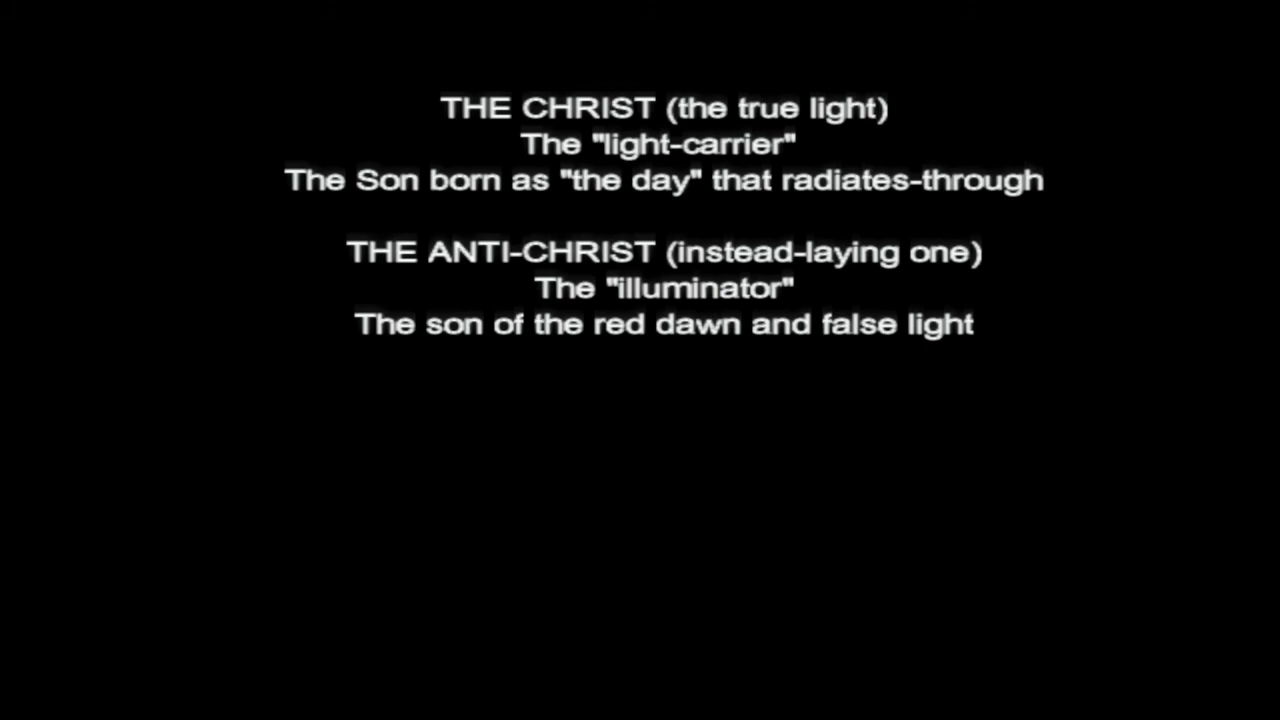 THE CHRIST (the true light)
The "light-carrier"
The Son born as "the day" that radiates-through
THE ANTI-CHRIST (instead-laying one)
The "illuminator"
The son of the red dawn and false light